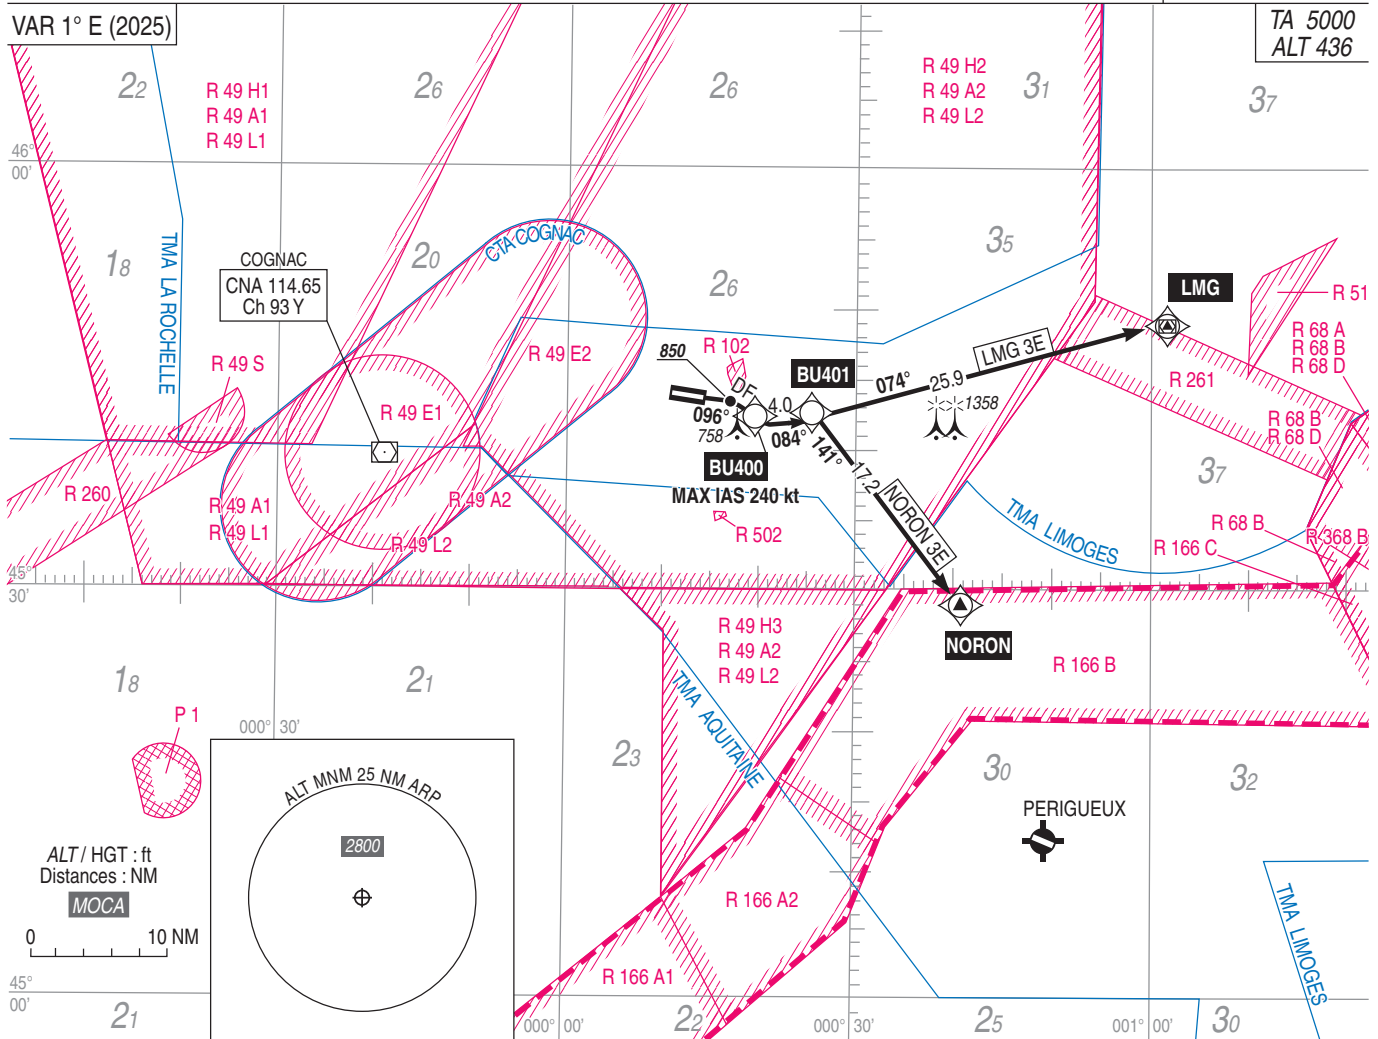 VAR 1° E (2025)
TA 5000
ALT 436
22
26
26
31
37
R 49 H1
R 49 A1
R 49 L1
R 49 H2
R 49 A2
R 49 L2
46°
00'
18
20
26
35
TMA LA ROCHELLE
CTA COGNAC
COGNAC
CNA 114.65
Ch 93 Y
LMG
R 51
R 68 A
R 68 B
R 68 D
R 49 S
R 49 E2
R 102
850
DF
BU401
LMG 3E
074°
25.9
1358
R 261
R 49 E1
096°
4.0
758
084°
141°
BU400
MAX IAS 240 kt
17.2
NORON 3E
R 68 B
R 68 D
37
R 260
R 49 A1
R 49 L1
R 49 A2
R 49 L2
R 502
TMA LIMOGES
R 68 B
R 166 C
R 368 B
45°
30'
NORON
R 49 H3
R 49 A2
R 49 L2
R 166 B
18
21
P 1
000° 30'
TMA AQUITAINE
23
30
32
ALT MNM 25 NM ARP
2800
PERIGUEUX
ALT / HGT : ft
Distances : NM
MOCA
0
10 NM
R 166 A2
R 166 A1
TMA LIMOGES
45°
00'
21
000° 00'
22
000° 30'
25
001° 00'
30